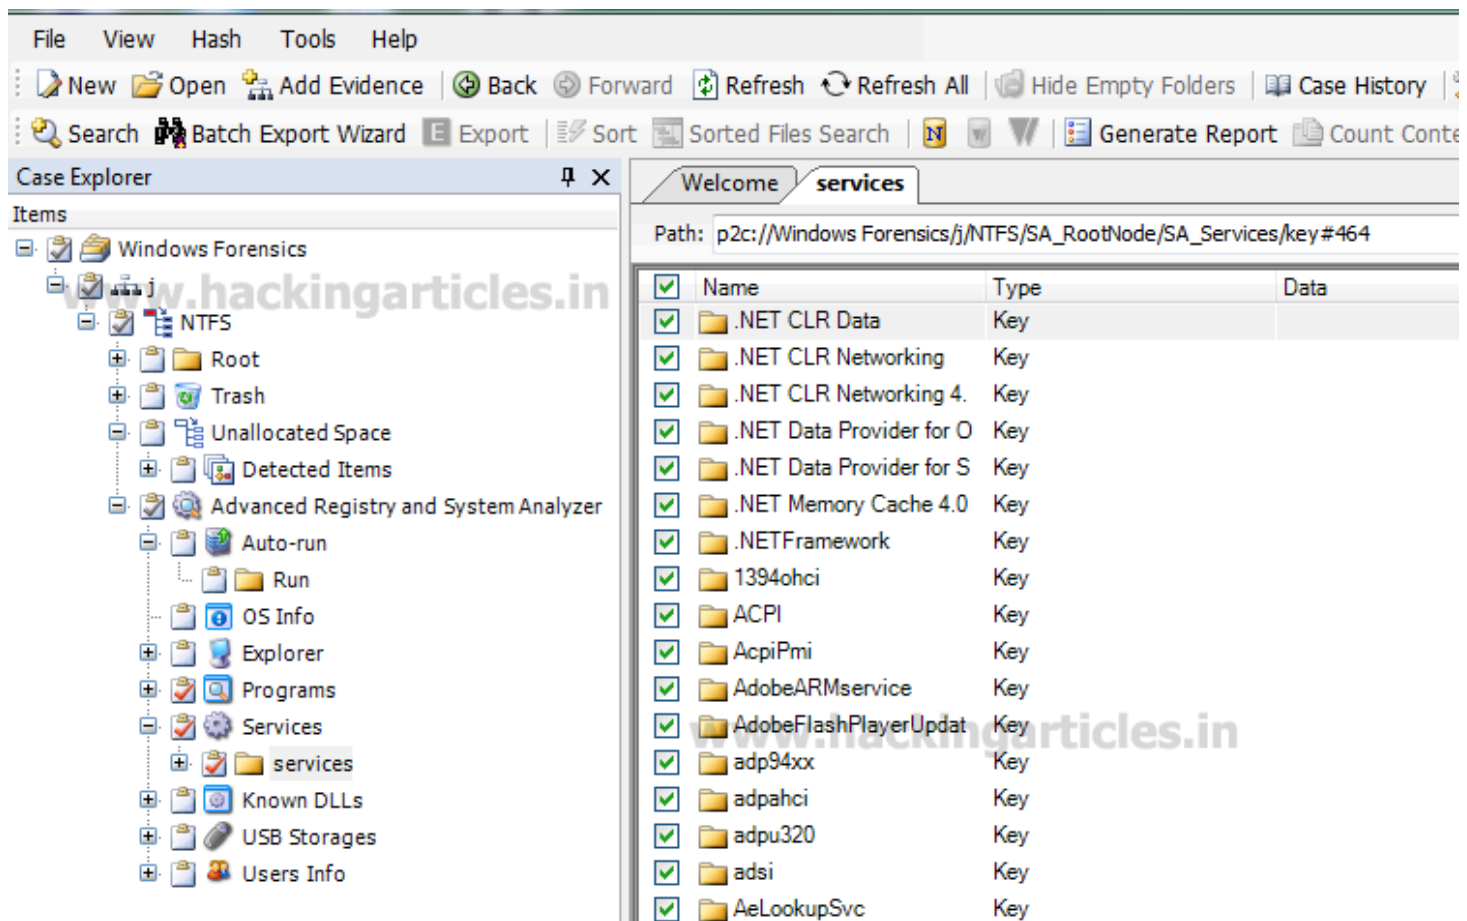 File View Hash Tools Help
New Open Add Evidence Back Forward Refresh Refresh All Hide Empty Folders Case History
Search Batch Export Wizard E Export Sort Sorted Files Search N W W Generate Report Count Conte
Case Explorer
Items
Windows Forensics
j
NTFS
Root
Trash
Unallocated Space
Detected Items
Advanced Registry and System Analyzer
Auto-run
Run
OS Info
Explorer
Programs
Services
services
Known DLLs
USB Storages
Users Info
www.hackingarticles.in
Welcome services
Path: p2c://Windows Forensics/j/NTFS/SA_RootNode/SA_Services/key#464
Name Type Data
.NET CLR Data Key
.NET CLR Networking Key
.NET CLR Networking 4. Key
.NET Data Provider for O Key
.NET Data Provider for S Key
.NET Memory Cache 4.0 Key
.NETFramework Key
1394ohci Key
ACPI Key
AcpiPmi Key
AdobeARMservice Key
AdobeFlashPlayerUpdat Key
adp94xx Key
adpahci Key
adpu320 Key
adsi Key
AeLookupSvc Key
www.hackingarticles.in